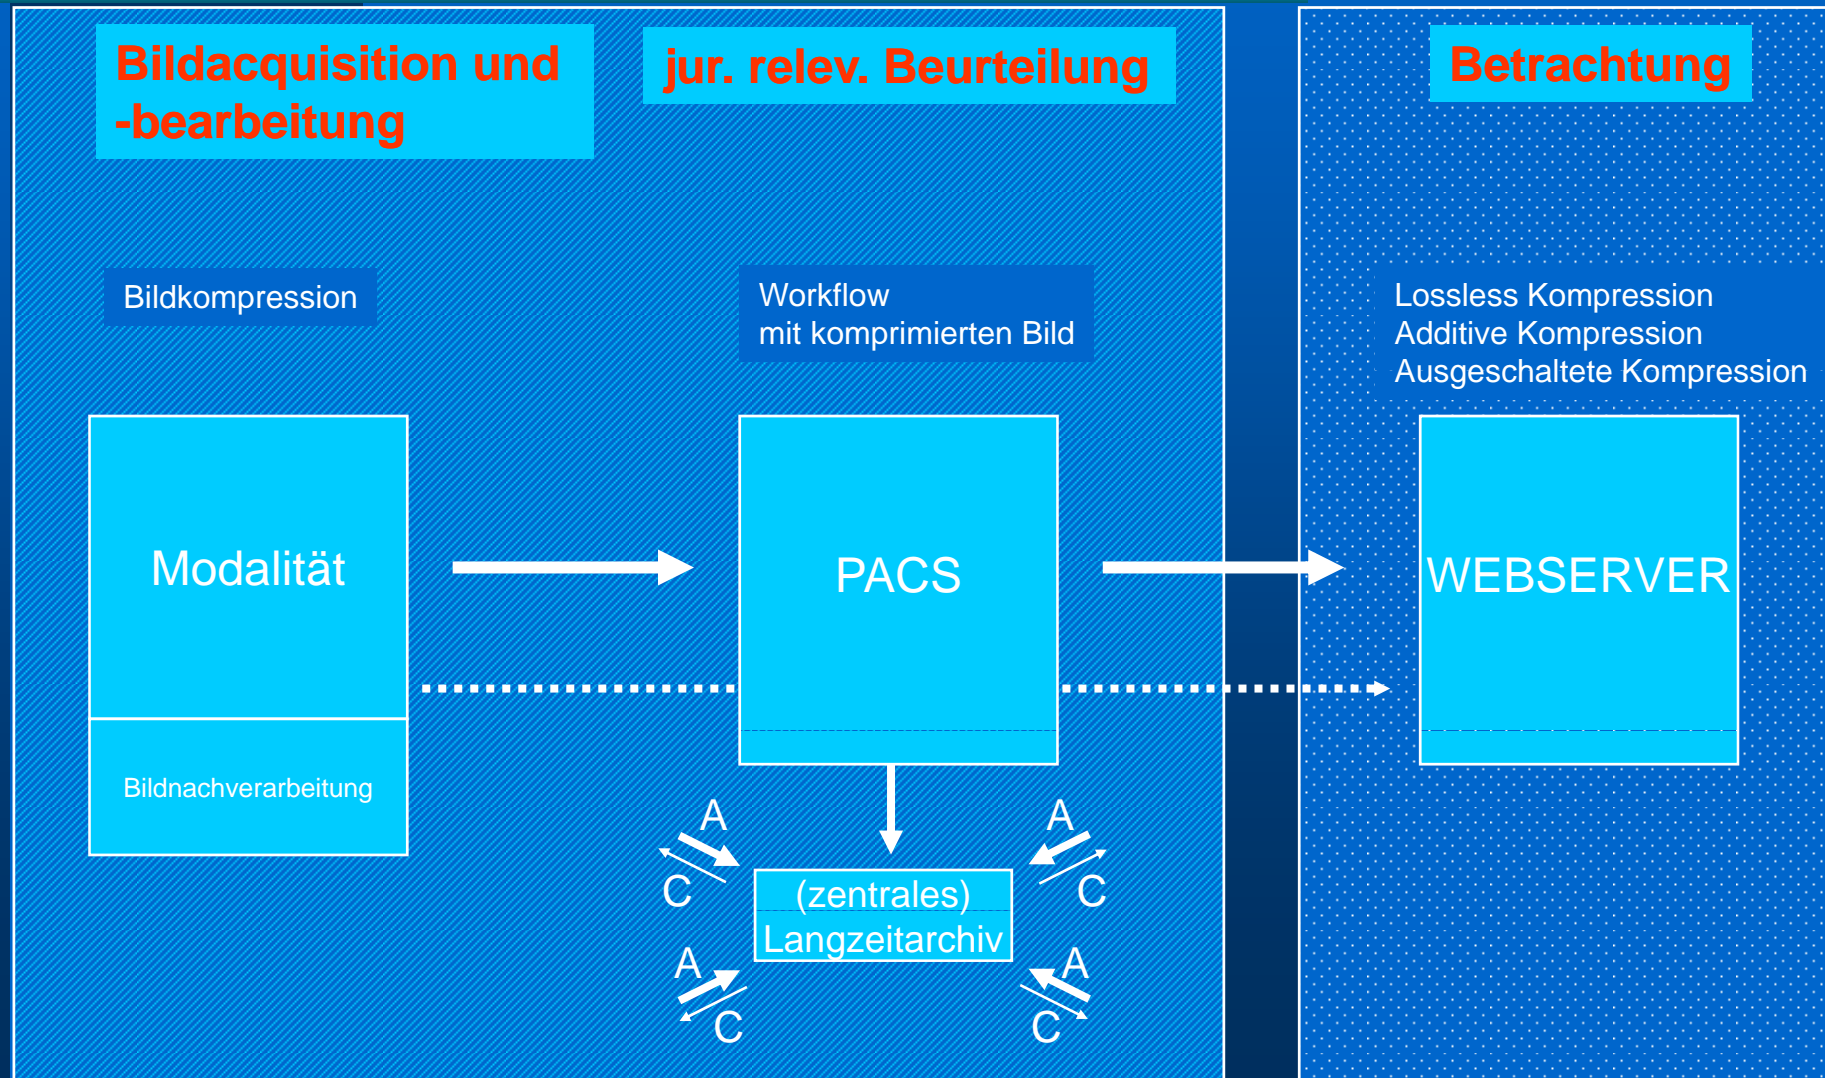 Bildacquisition und
-bearbeitung
jur. relev. Beurteilung
Betrachtung
Bildkompression
Workflow
mit komprimierten Bild
Lossless Kompression
Additive Kompression
Ausgeschaltete Kompression
Modalität
PACS
WEBSERVER
Bildnachverarbeitung
A
A
C
C
(zentrales)
Langzeitarchiv
A
A
C
C